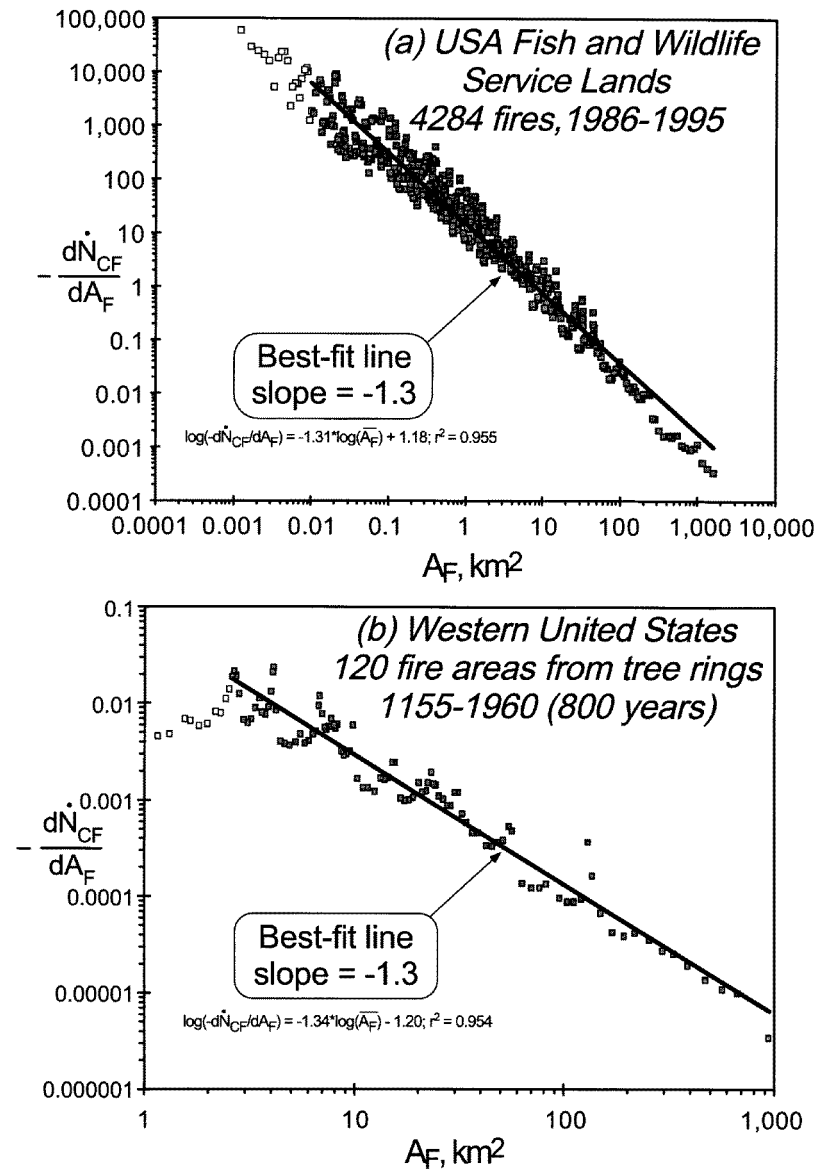 (a) USA Fish and Wildlife
Service Lands
4284 fires, 1986-1995
100,000
10,000
1,000
100
10
1
0.1
0.01
0.001
0.0001
- dṄCF
dAF
Best-fit line
slope = -1.3
log(-dṄCF/dAF) = -1.31*log(A̅F̅) + 1.18; r² = 0.955
0.0001 0.001 0.01 0.1 1 10 100 1,000 10,000
AF, km²
(b) Western United States
120 fire areas from tree rings
1155-1960 (800 years)
0.1
0.01
0.001
0.0001
0.00001
0.000001
- dṄCF
dAF
Best-fit line
slope = -1.3
log(-dṄCF/dAF) = -1.34*log(A̅F̅) - 1.20; r² = 0.954
1 10 100 1,000
AF, km²